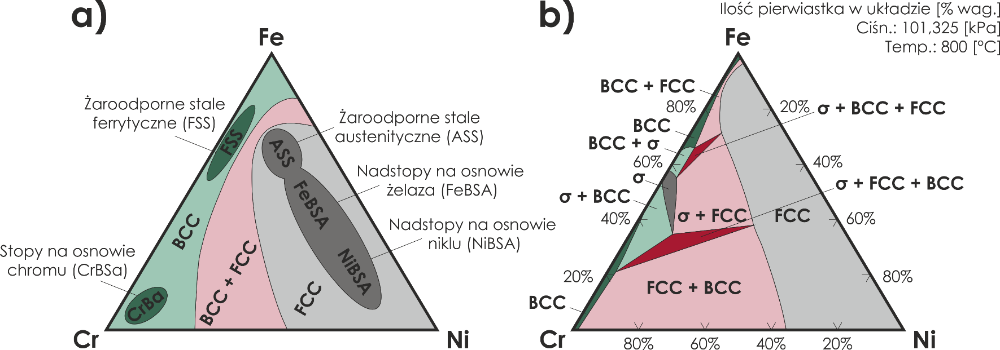 a)
Fe
Żaroodporne stale
ferrytyczne (FSS)
Żaroodporne stale
austenityczne (ASS)
FSS
ASS
Nadstopy na osnowie
żelaza (FeBSA)
FeBSA
Nadstopy na osnowie
niklu (NiBSA)
NiBSA
BCC
Stopy na osnowie
chromu (CrBSa)
CrBa
BCC + FCC
FCC
Cr
Ni
b)
Ilość pierwiastka w układzie [% wag.]
Ciśn.: 101,325 [kPa]
Temp.: 800 [°C]
Fe
BCC + FCC
80%
20%
σ + BCC + FCC
BCC
BCC + σ
60%
40%
σ
σ + FCC + BCC
σ + BCC
40%
σ + FCC
FCC
60%
20%
80%
FCC + BCC
BCC
Cr
80%
60%
40%
20%
Ni